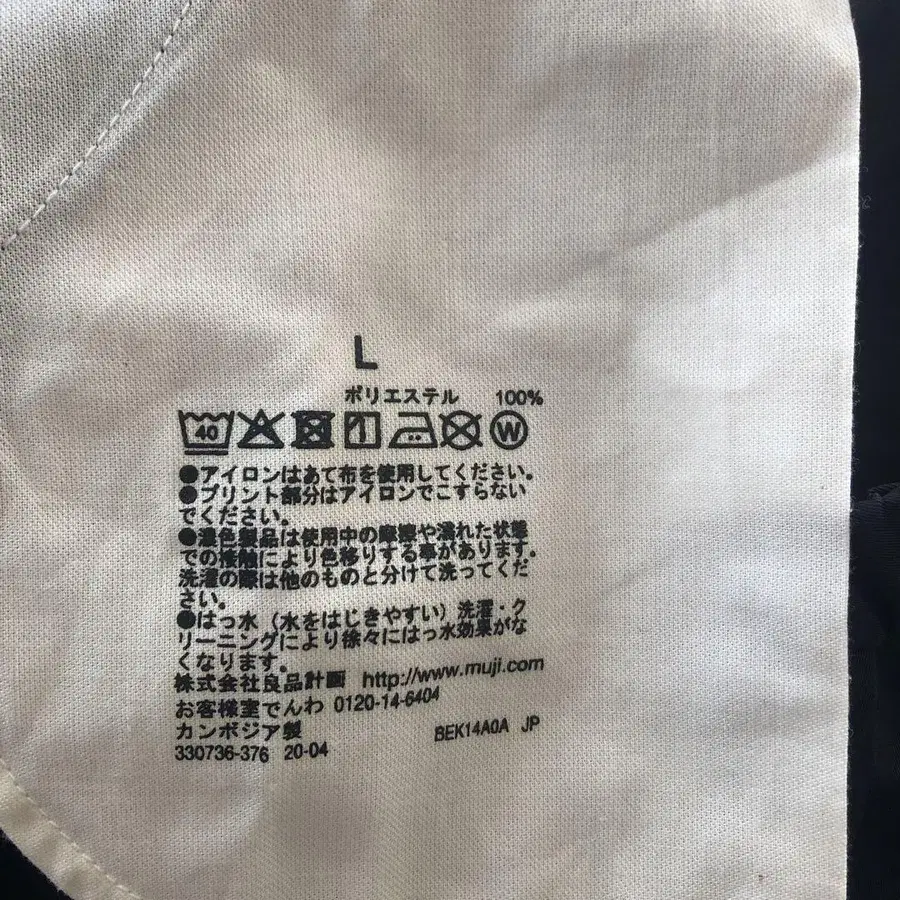 L
ポリエステル 100%
40 1 W
●アイロンはあて布を使用してください。
●プリント部分はアイロンでこすらない
でください。
●濃色製品は使用中の摩擦や濡れた状態
での接触により色移りする事があります。
洗濯の際は他のものと分けて洗ってくだ
さい。
●はっ水（水をはじきやすい）洗濯・ク
リーニングにより徐々にはっ水効果がな
くなります。
株式会社良品計画 http://www.muji.com
お客様室でんわ 0120-14-6404
カンボジア製 BEK14A0A JP
330736-376 20-04